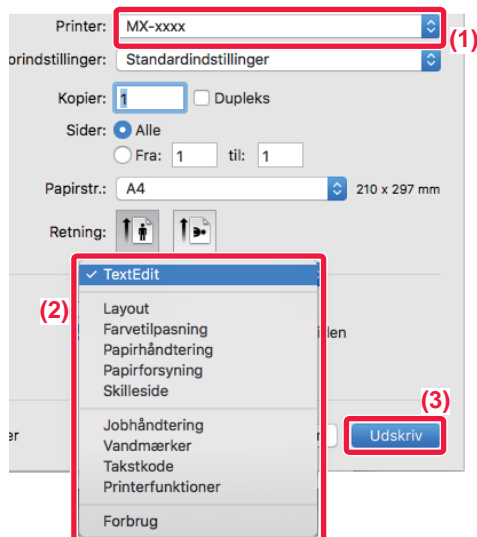 Printer: MX-xxxx
(1)
orindstillinger: Standardindstillinger
Kopier: 1 Dupleks
Sider: Alle
Fra: 1 til: 1
Papirstr.: A4 210 x 297 mm
Retning:
✓ TextEdit
(2)
Layout
Farvetilpasning
Papirhåndtering
Papirforsyning
Skilleside
Jobhåndtering
Vandmærker
Takstkode
Printerfunktioner
Forbrug
(3)
er
Udskriv